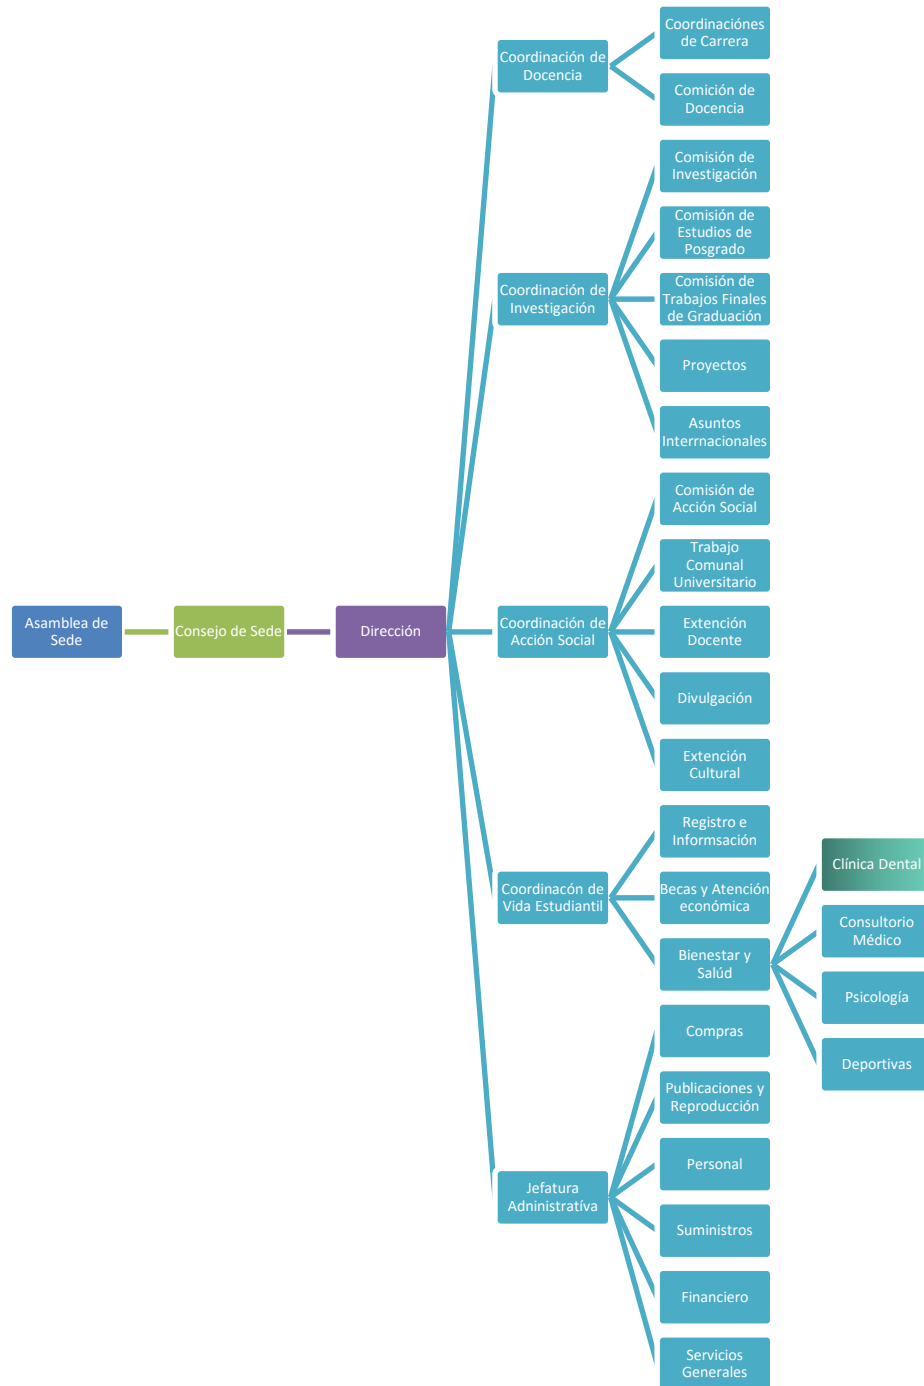 Asamblea de
Sede
Consejo de Sede
Dirección
Coordinación de
Docencia
Coordinaciónes
de Carrera
Comición de
Docencia
Coordinación de
Investigación
Comisión de
Investigación
Comisión de
Estudios de
Posgrado
Comisión de
Trabajos Finales
de Graduación
Proyectos
Asuntos
Interrnacionales
Coordinación de
Acción Social
Comisión de
Acción Social
Trabajo
Comunal
Universitario
Extención
Docente
Divulgación
Extención
Cultural
Coordinacón de
Vida Estudiantil
Registro e
Informsación
Becas y Atención
económica
Bienestar y
Salúd
Clínica Dental
Consultorio
Médico
Psicología
Deportivas
Jefatura
Adninistratíva
Compras
Publicaciones y
Reproducción
Personal
Suministros
Financiero
Servicios
Generales